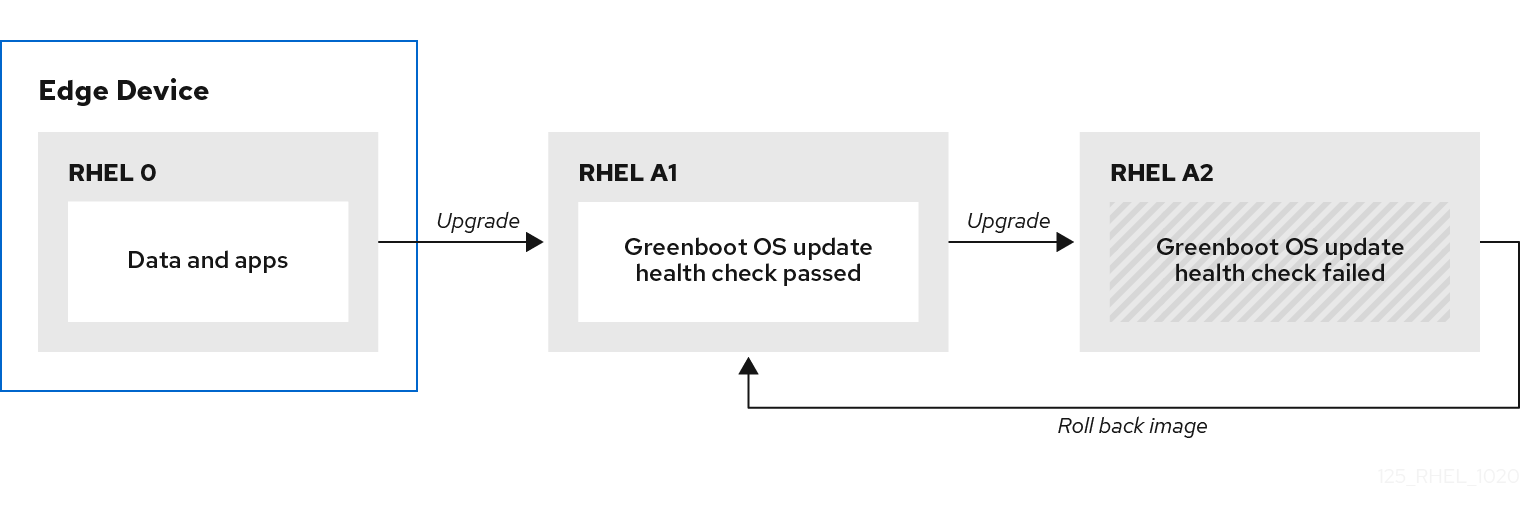 Edge Device
RHEL 0
Data and apps
Upgrade
RHEL A1
Greenboot OS update
health check passed
Upgrade
RHEL A2
Greenboot OS update
health check failed
Roll back image
125_RHEL_1020